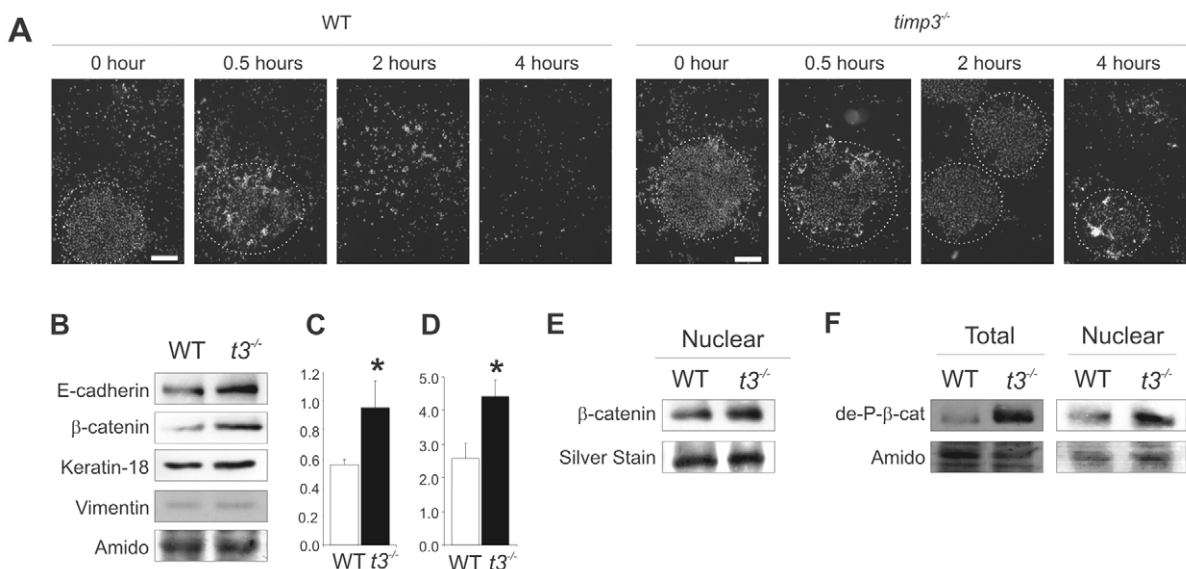 A
WT
timp3-/-
0 hour 0.5 hours 2 hours 4 hours
0 hour 0.5 hours 2 hours 4 hours
B
WT t3-/-
E-cadherin
β-catenin
Keratin-18
Vimentin
Amido
C
*
1.2
1.0
0.8
0.6
0.4
0.2
0.0
WT t3-/-
D
*
5.0
4.0
3.0
2.0
1.0
0.0
WT t3-/-
E
Nuclear
WT t3-/-
β-catenin
Silver Stain
F
Total Nuclear
WT t3-/- WT t3-/-
de-P-β-cat
Amido